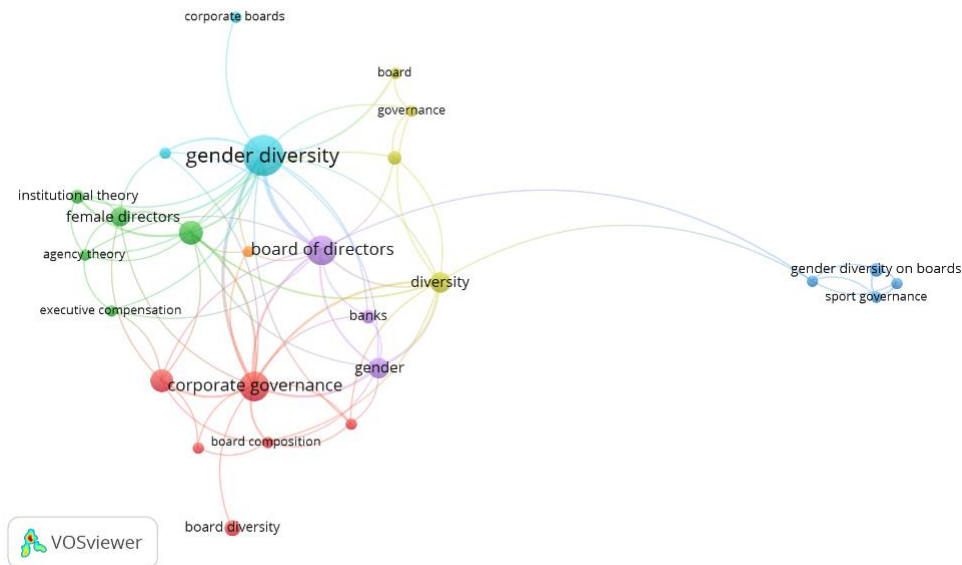 corporate boards
board
governance
gender diversity
institutional theory
female directors
board of directors
agency theory
gender diversity on boards
diversity
sport governance
executive compensation
banks
gender
corporate governance
board composition
board diversity
VOSviewer